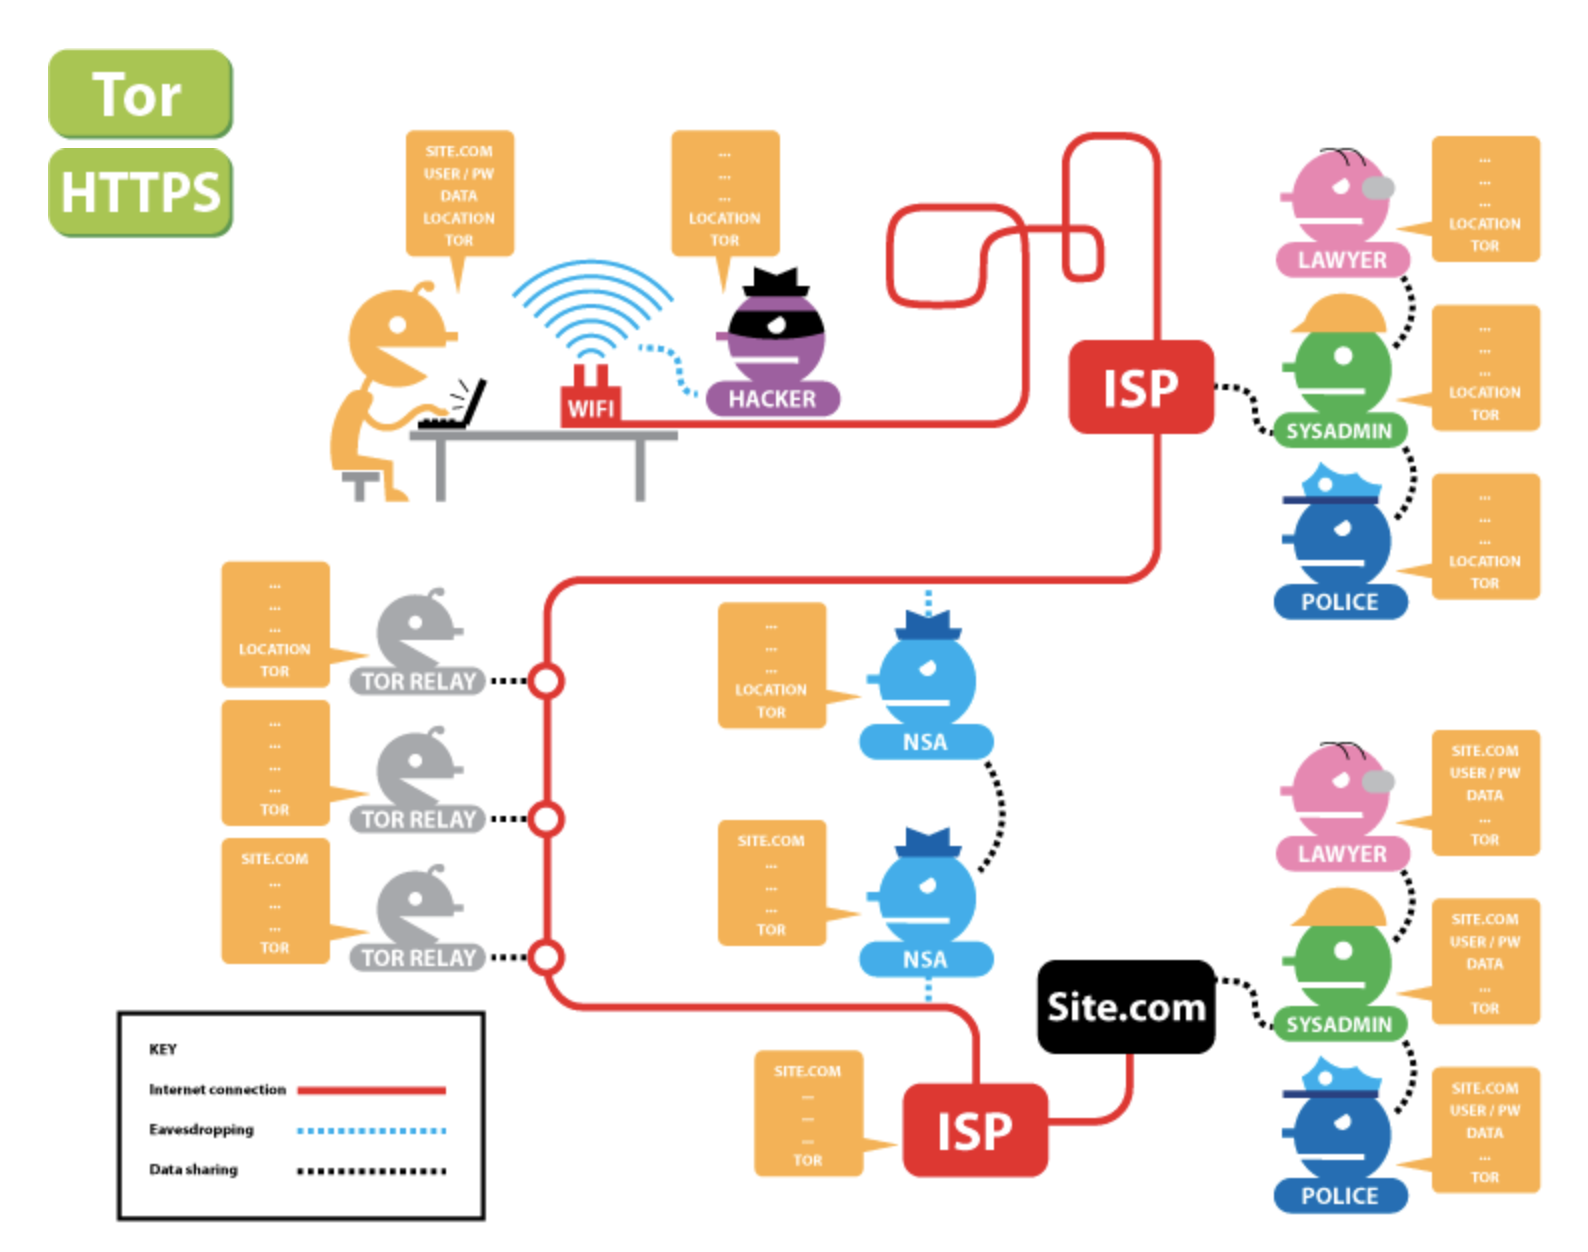 Tor
HTTPS
SITE.COM
USER / PW
DATA
LOCATION
TOR
...
...
...
LOCATION
TOR
WIFI
HACKER
ISP
...
...
...
LOCATION
TOR
LAWYER
...
...
...
LOCATION
TOR
SYSADMIN
...
...
...
LOCATION
TOR
POLICE
...
...
...
LOCATION
TOR
TOR RELAY
...
...
...
...
TOR
TOR RELAY
SITE.COM
...
...
...
TOR
TOR RELAY
...
...
...
LOCATION
TOR
NSA
SITE.COM
...
...
...
TOR
NSA
SITE.COM
USER / PW
DATA
...
TOR
LAWYER
SITE.COM
USER / PW
DATA
...
TOR
SYSADMIN
SITE.COM
USER / PW
DATA
...
TOR
POLICE
Site.com
SITE.COM
...
...
...
TOR
ISP
KEY
Internet connection
Eavesdropping
Data sharing